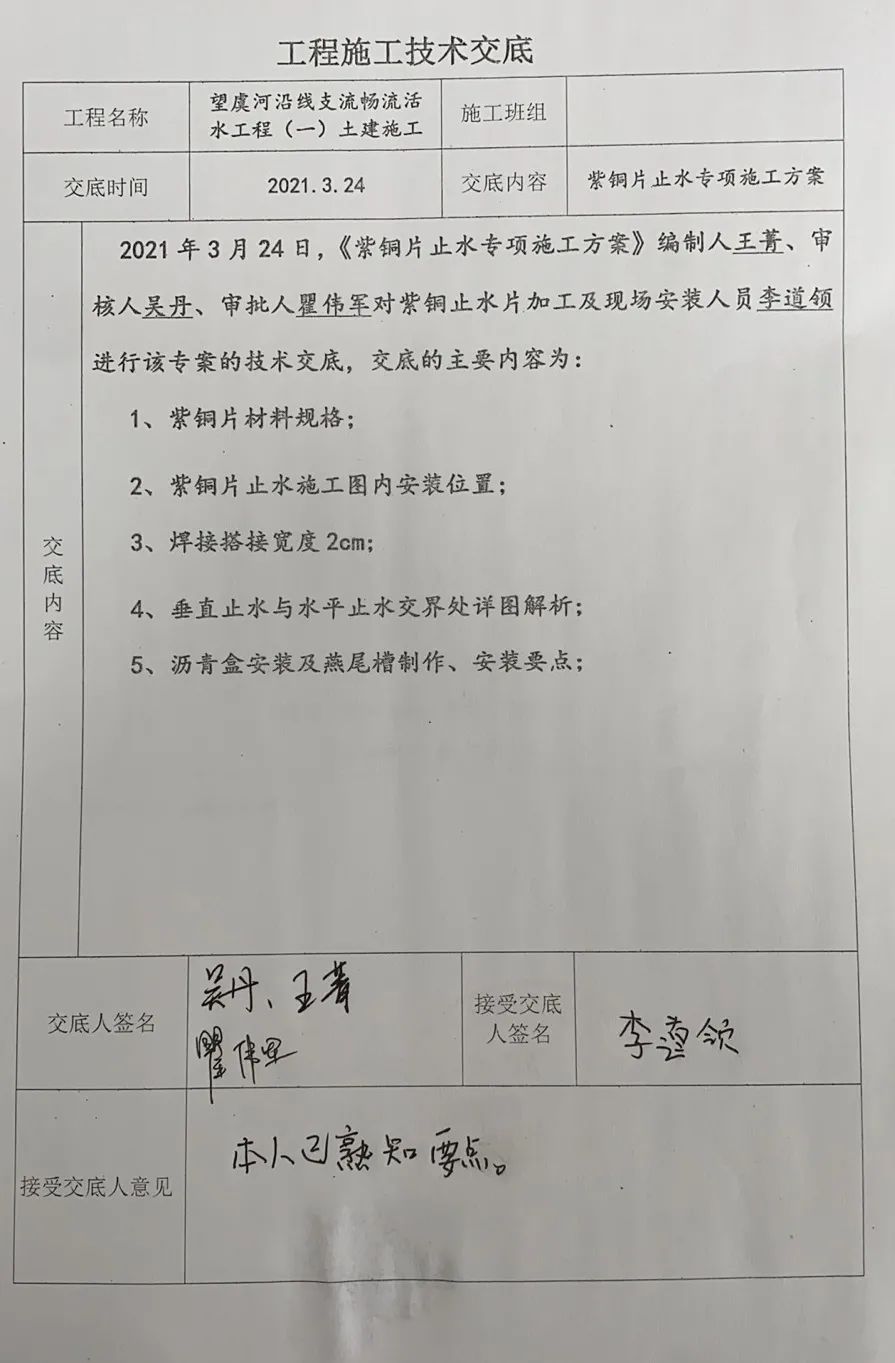 工程施工技术交底
工程名称
望虞河沿线支流畅流活
水工程（一）土建施工
施工班组
交底时间
2021.3.24
交底内容
紫铜片止水专项施工方案
交底内容
2021年3月24日，《紫铜片止水专项施工方案》编制人王菁、审
核人吴丹、审批人瞿伟军对紫铜止水片加工及现场安装人员李道领
进行该专案的技术交底，交底的主要内容为：
1、紫铜片材料规格；
2、紫铜片止水施工图内安装位置；
3、焊接搭接宽度2cm；
4、垂直止水与水平止水交界处详图解析；
5、沥青盒安装及燕尾槽制作、安装要点；
交底人签名
吴丹、王菁
瞿伟军
接受交底
人签名
李道领
接受交底人意见
本人已熟知要点。